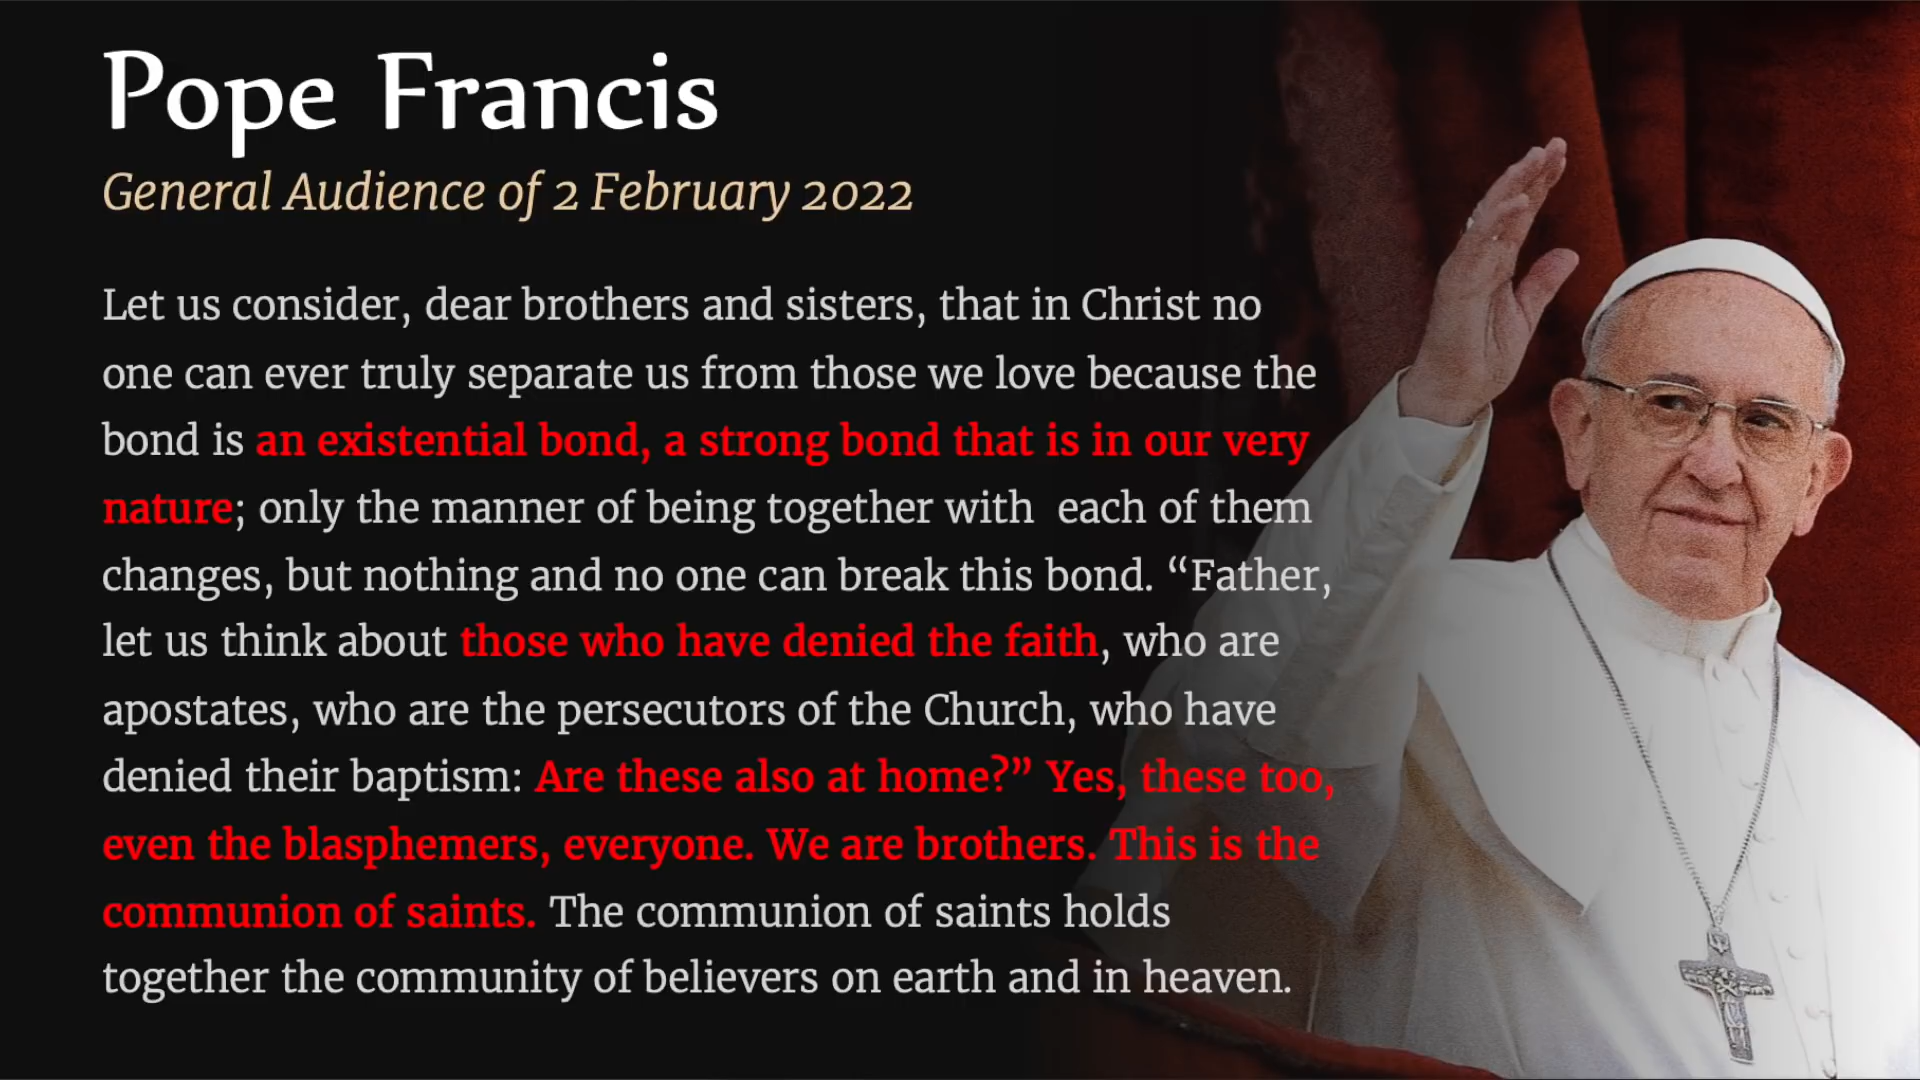 Pope Francis
General Audience of 2 February 2022
Let us consider, dear brothers and sisters, that in Christ no
one can ever truly separate us from those we love because the
bond is an existential bond, a strong bond that is in our very
nature; only the manner of being together with  each of them
changes, but nothing and no one can break this bond. “Father,
let us think about those who have denied the faith, who are
apostates, who are the persecutors of the Church, who have
denied their baptism: Are these also at home?” Yes, these too,
even the blasphemers, everyone. We are brothers. This is the
communion of saints. The communion of saints holds
together the community of believers on earth and in heaven.